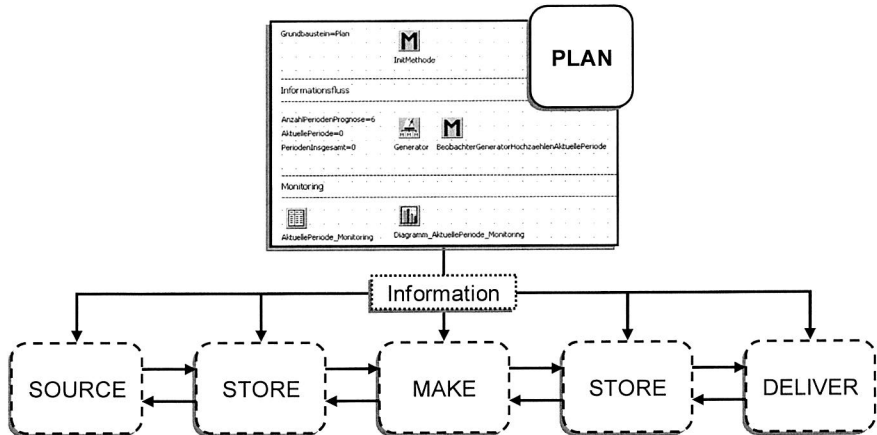 Grundbaustein=Plan
InitMethode
PLAN
Informationsfluss
AnzahlPeriodenPrognose=6
AktuellePeriode=0
PeriodenInsgesamt=0
Generator
BeobachterGeneratorHochzaehlenAktuellePeriode
Monitoring
AktuellePeriode_Monitoring
Diagramm_AktuellePeriode_Monitoring
Information
SOURCE
STORE
MAKE
STORE
DELIVER